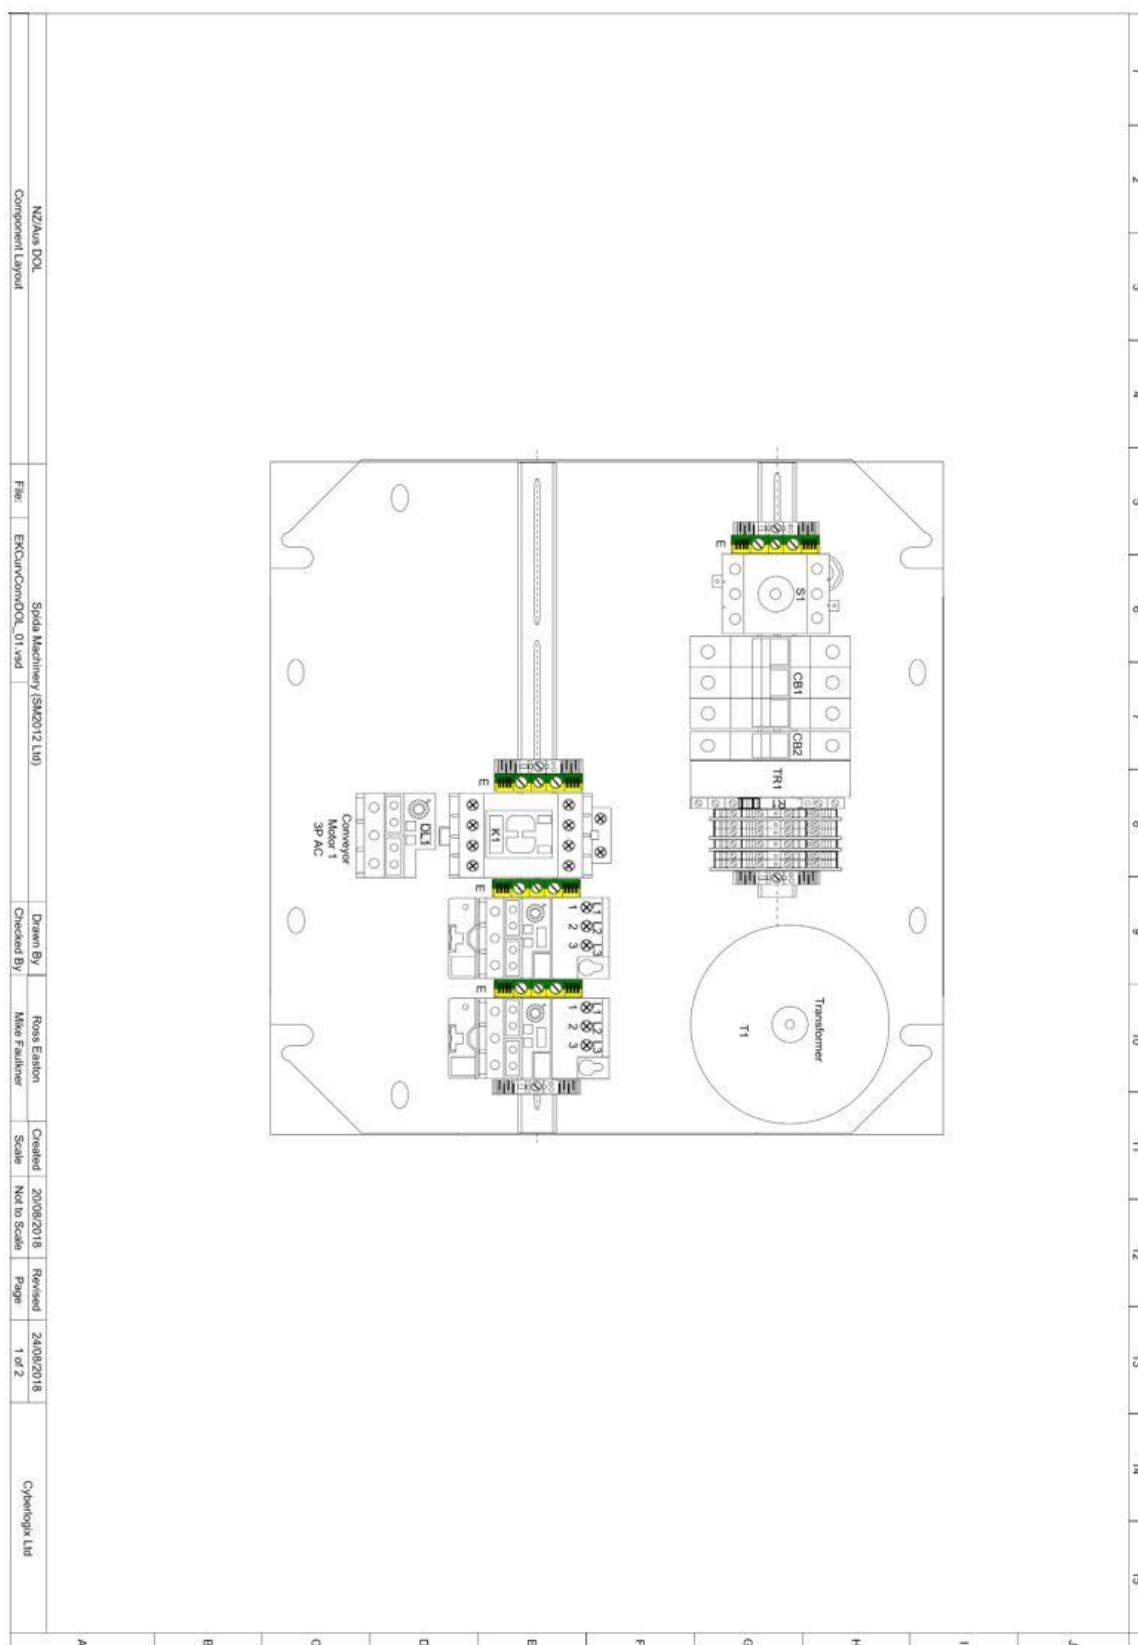 1
2
3
4
5
6
7
8
9
10
11
12
13
14
15
J
I
H
G
F
E
D
C
B
A
E
S1
CB1
CB2
TR1
Transformer
T1
E
K1
DL1
Conveyor
Motor 1
3P AC
E
L1 L2 L3
1 2 3
E
L1 L2 L3
1 2 3
NZ/Aus DOL
Component Layout
Spida Machinery (SM2012 Ltd)
File:
EKCurvConvDOL_01.vsd
Drawn By
Ross Easton
Checked By
Mike Faulkner
Created
20/08/2018
Revised
24/08/2018
Scale
Not to Scale
Page
1 of 2
Cyberlogix Ltd